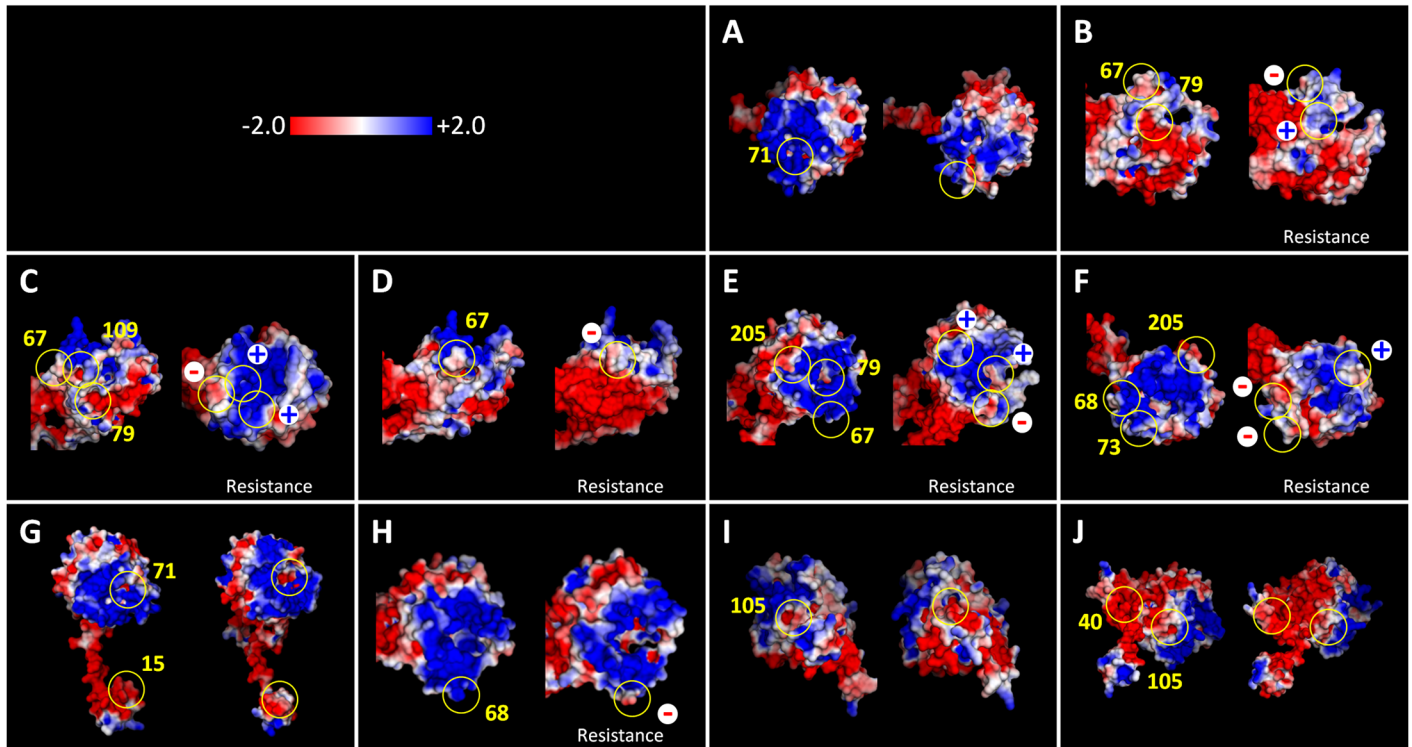 -2.0 +2.0
A
71
B
67
79
-
+
Resistance
C
67
109
79
-
+
+
Resistance
D
67
-
Resistance
E
205
79
67
+
+
-
Resistance
F
205
68
73
+
-
-
Resistance
G
71
15
H
68
-
Resistance
I
105
J
40
105